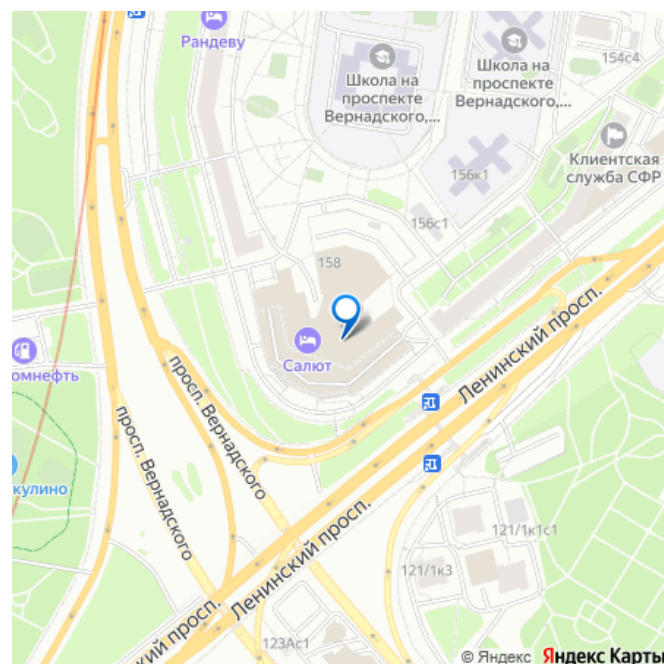 Рандеву
Школа на
проспекте
Вернадского,...
Школа на
проспекте
Вернадского,...
154с4
Клиентская
служба СФР
156к1
156с1
158
Салют
омнефть
Ленинский просп.
просп. Вернадского
просп. Вернадского
кулино
Ленинский просп.
121/1к1с1
121/1к3
123Ас1
ский просп.
© Яндекс Яндекс Карты